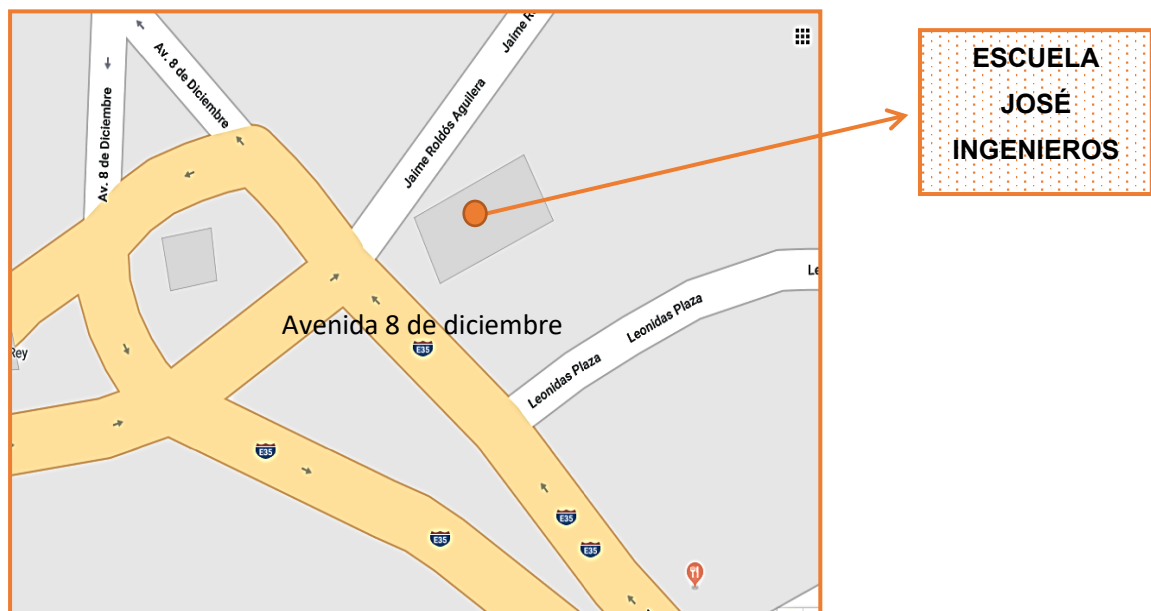 ESCUELA
JOSÉ
INGENIEROS
Jaime Ro
Av. 8 de Diciembre
Av. 8 de Diciembre
Jaime Roldós Aguilera
Le
Leonidas Plaza
Avenida 8 de diciembre
E35
Rey
Leonidas Plaza
E35
E35
E35
E35